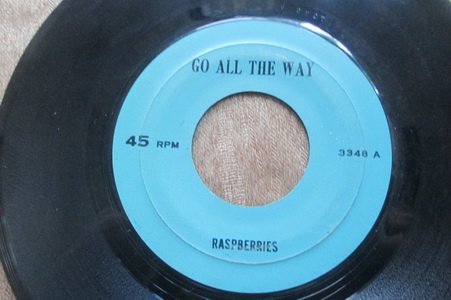 GO ALL THE WAY
45 RPM
3348 A
RASPBERRIES